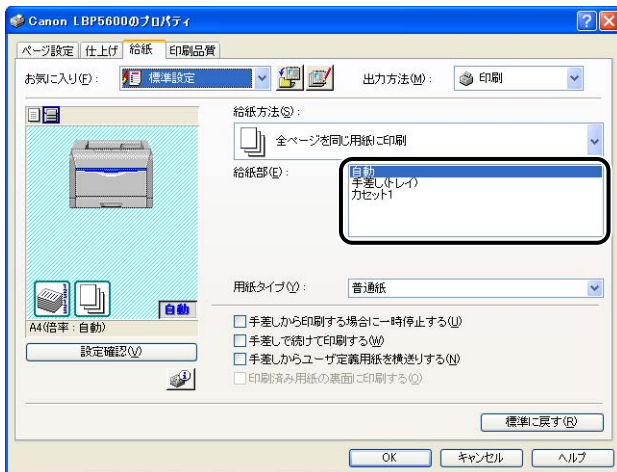 Canon LBP5600のプロパティ
ページ設定 仕上げ 給紙 印刷品質
お気に入り(F): 標準設定 出力方法(M): 印刷
給紙方法(S):
全ページを同じ用紙に印刷
給紙部(E):
自動
手差し(トレイ)
カセット1
用紙タイプ(Y): 普通紙
自動
A4(倍率:自動)
設定確認(V)
手差しから印刷する場合に一時停止する(U)
手差しで続けて印刷する(W)
手差しからユーザ定義用紙を横送りする(N)
印刷済み用紙の裏面に印刷する(Q)
標準に戻す(R)
OK キャンセル ヘルプ